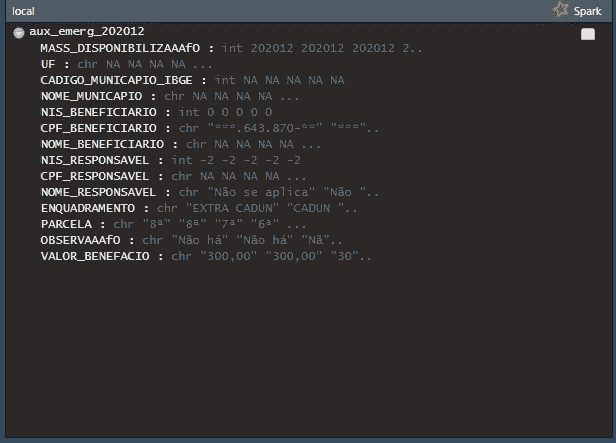 local Spark
aux_emerg_202012
MASS_DISPONIBILIZAAAfO : int 202012 202012 202012 2..
UF : chr NA NA NA NA ...
CADIGO_MUNICAPIO_IBGE : int NA NA NA NA NA
NOME_MUNICAPIO : chr NA NA NA NA ...
NIS_BENEFICIARIO : int 0 0 0 0 0
CPF_BENEFICIARIO : chr "***.643.870-**" "***"..
NOME_BENEFICIARIO : chr NA NA NA NA ...
NIS_RESPONSAVEL : int -2 -2 -2 -2 -2
CPF_RESPONSAVEL : chr NA NA NA NA ...
NOME_RESPONSAVEL : chr "Não se aplica" "Não "..
ENQUADRAMENTO : chr "EXTRA CADUN" "CADUN "..
PARCELA : chr "8ª" "8ª" "7ª" "6ª" ...
OBSERVAAAfO : chr "Não há" "Não há" "Nã"..
VALOR_BENEFACIO : chr "300,00" "300,00" "30"..